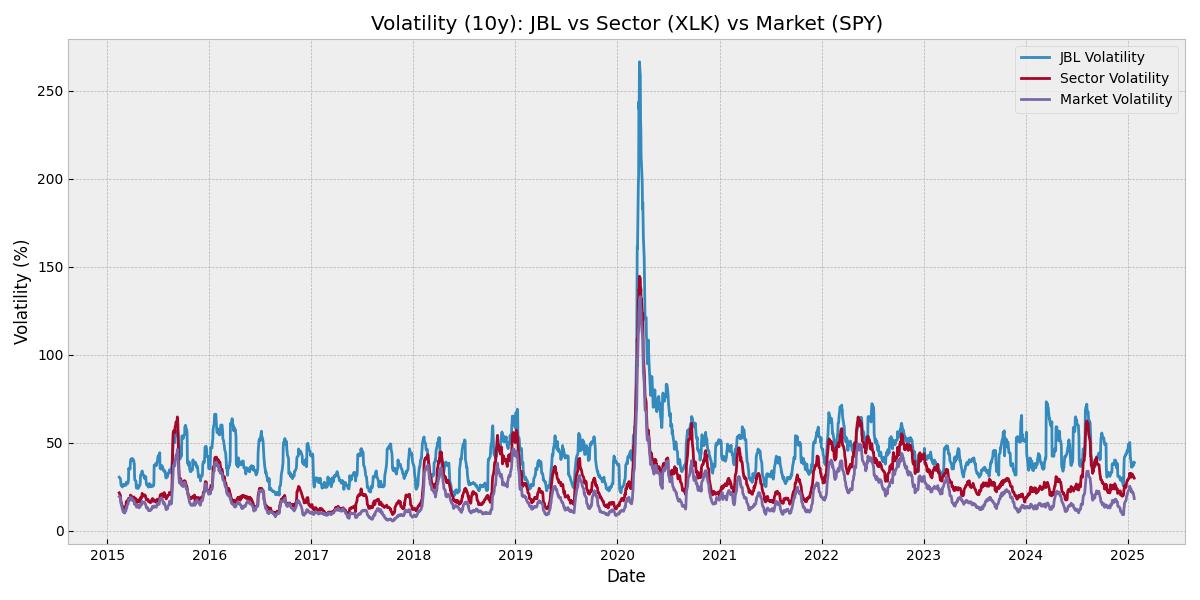 Volatility (10y): JBL vs Sector (XLK) vs Market (SPY)
JBL Volatility
Sector Volatility
Market Volatility
Volatility (%)
250
200
150
100
50
0
2015 2016 2017 2018 2019 2020 2021 2022 2023 2024 2025
Date